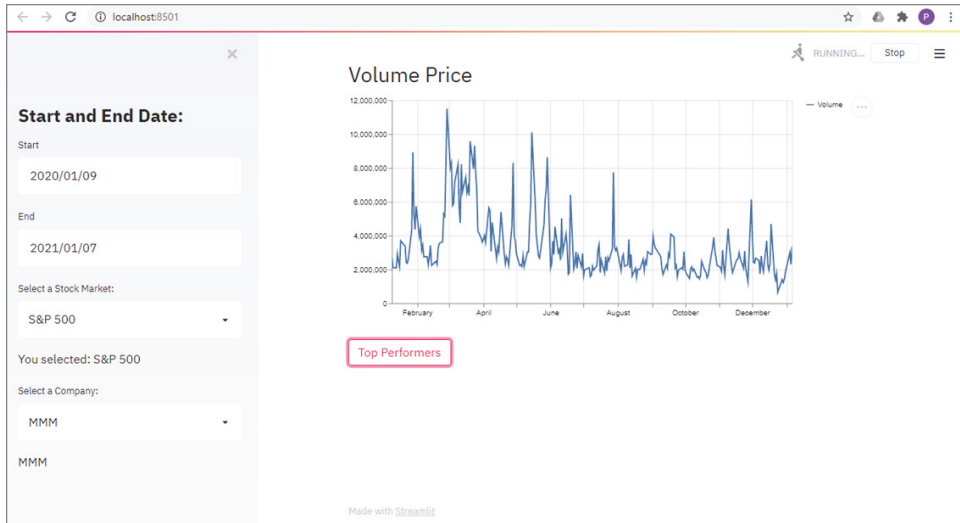 localhost:8501
P
RUNNING...
Stop
Start and End Date:
Start
2020/01/09
End
2021/01/07
Select a Stock Market:
S&P 500
You selected: S&P 500
Select a Company:
MMM
MMM
Volume Price
12,000,000
10,000,000
8,000,000
6,000,000
4,000,000
2,000,000
0
February April June August October December
Volume
Top Performers
Made with Streamlit